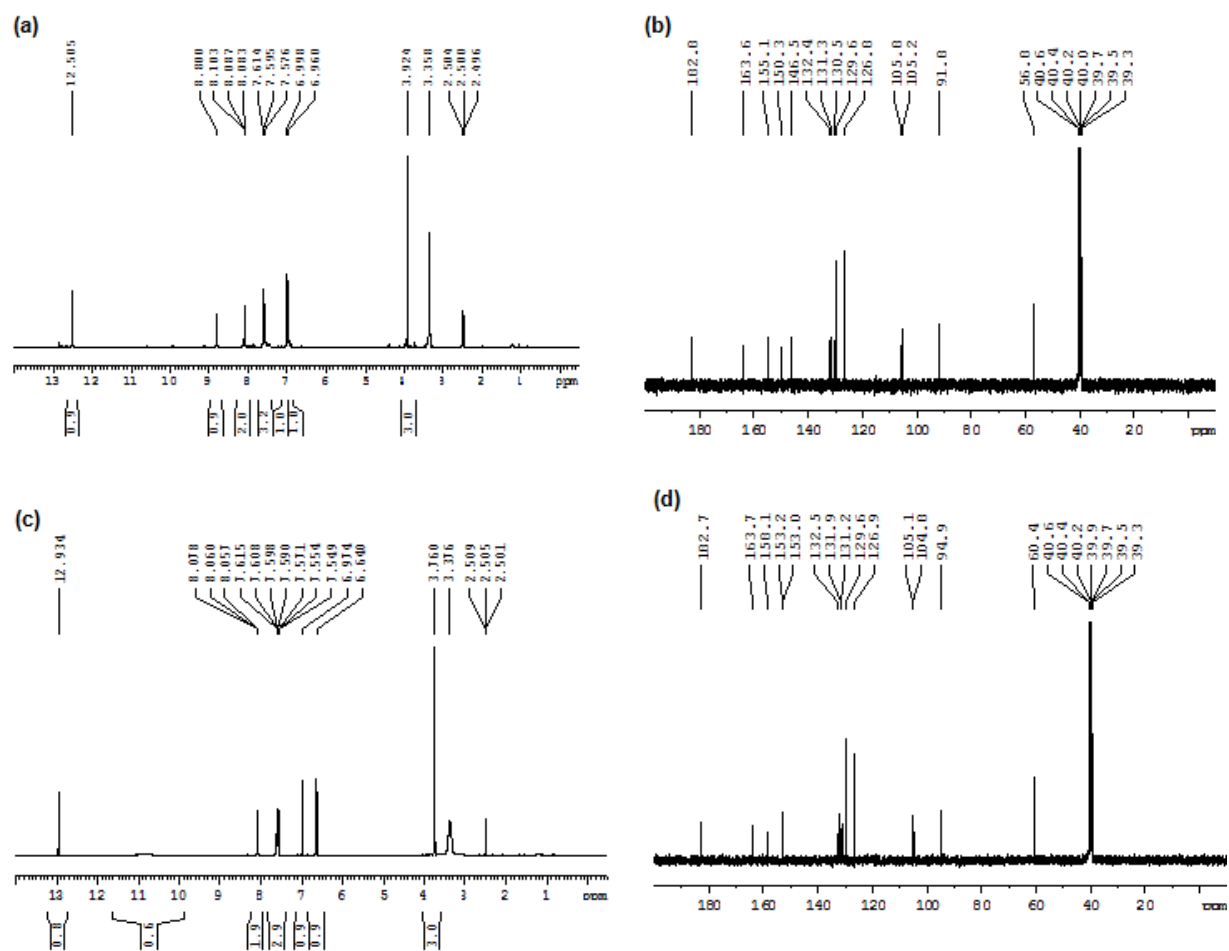 (a)
12.505 8.800 8.103 8.087 8.083 7.614 7.595 7.576 6.998 6.960 3.924 3.358 2.504 2.500 2.496
13 12 11 10 9 8 7 6 5 4 3 2 1 ppm
0.9 0.9 2.0 3.2 1.0 1.0 3.0
(b)
182.8 163.6 155.1 150.3 146.5 132.4 131.3 130.5 129.6 126.8 105.8 105.2 91.8 56.8 40.6 40.4 40.2 40.0 39.7 39.5 39.3
180 160 140 120 100 80 60 40 20 ppm
(c)
12.934 8.078 8.060 8.057 7.615 7.608 7.598 7.590 7.571 7.554 7.549 6.974 6.640 3.760 3.376 2.509 2.505 2.501
13 12 11 10 9 8 7 6 5 4 3 2 1 ppm
0.8 0.6 1.9 2.9 0.9 0.9 3.0
(d)
182.7 163.7 158.1 153.2 153.0 132.5 131.9 131.2 129.6 126.9 105.1 104.8 94.9 60.4 40.6 40.4 40.2 39.9 39.7 39.5 39.3
180 160 140 120 100 80 60 40 20 ppm